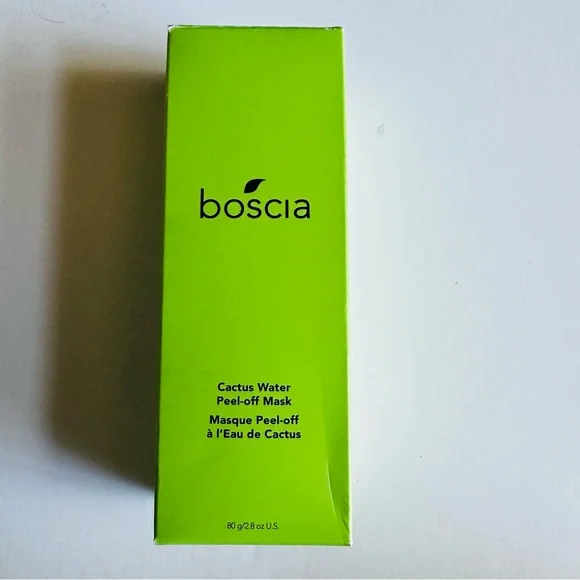 boscia
Cactus Water
Peel-off Mask
Masque Peel-off
à l'Eau de Cactus
80 g/2.8 oz U.S.